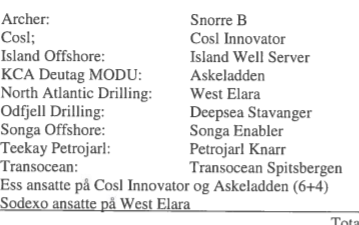 Archer: Snorre B
Cosl; Cosl Innovator
Island Offshore: Island Well Server
KCA Deutag MODU: Askeladden
North Atlantic Drilling: West Elara
Odfjell Drilling: Deepsea Stavanger
Songa Offshore: Songa Enabler
Teekay Petrojarl: Petrojarl Knarr
Transocean: Transocean Spitsbergen
Ess ansatte på Cosl Innovator og Askeladden (6+4)
Sodexo ansatte på West Elara